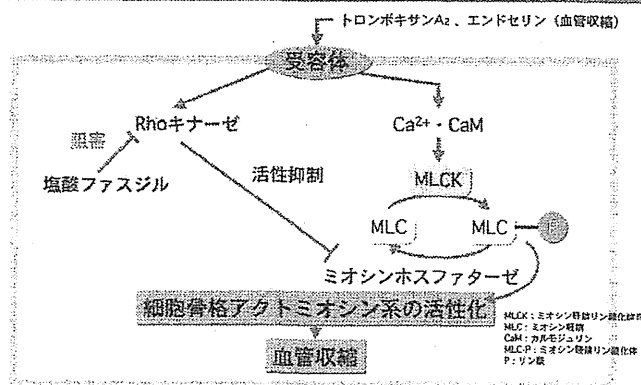 トロンボキサンA₂、エンドセリン（血管収縮）
受容体
Rhoキナーゼ
Ca²⁺・CaM
阻害
塩酸ファスジル
活性抑制
MLCK
MLC
MLC
P
ミオシンホスファターゼ
細胞骨格アクトミオシン系の活性化
血管収縮
MLCK：ミオシン軽鎖リン酸化酵素
MLC：ミオシン軽鎖
CaM：カルモジュリン
MLC-P：ミオシン軽鎖リン酸化体
P：リン酸